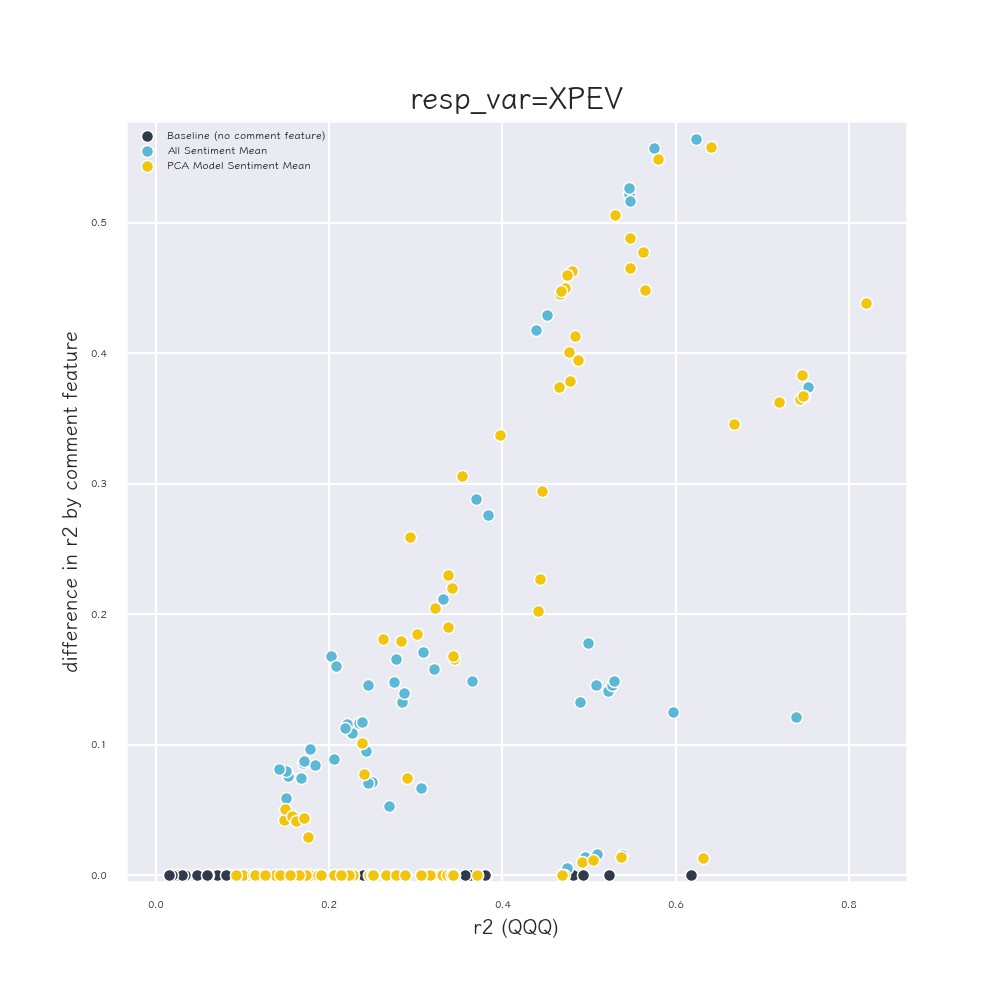 resp_var=XPEV
Baseline (no comment feature)
All Sentiment Mean
PCA Model Sentiment Mean
difference in r2 by comment feature
0.5
0.4
0.3
0.2
0.1
0.0
0.0 0.2 0.4 0.6 0.8
r2 (QQQ)